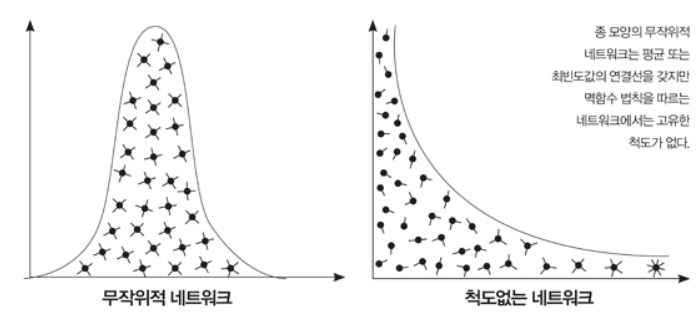 종 모양의 무작위적
네트워크는 평균 또는
최빈도값의 연결선을 갖지만
멱함수 법칙을 따르는
네트워크에서는 고유한
척도가 없다.
무작위적 네트워크
척도없는 네트워크